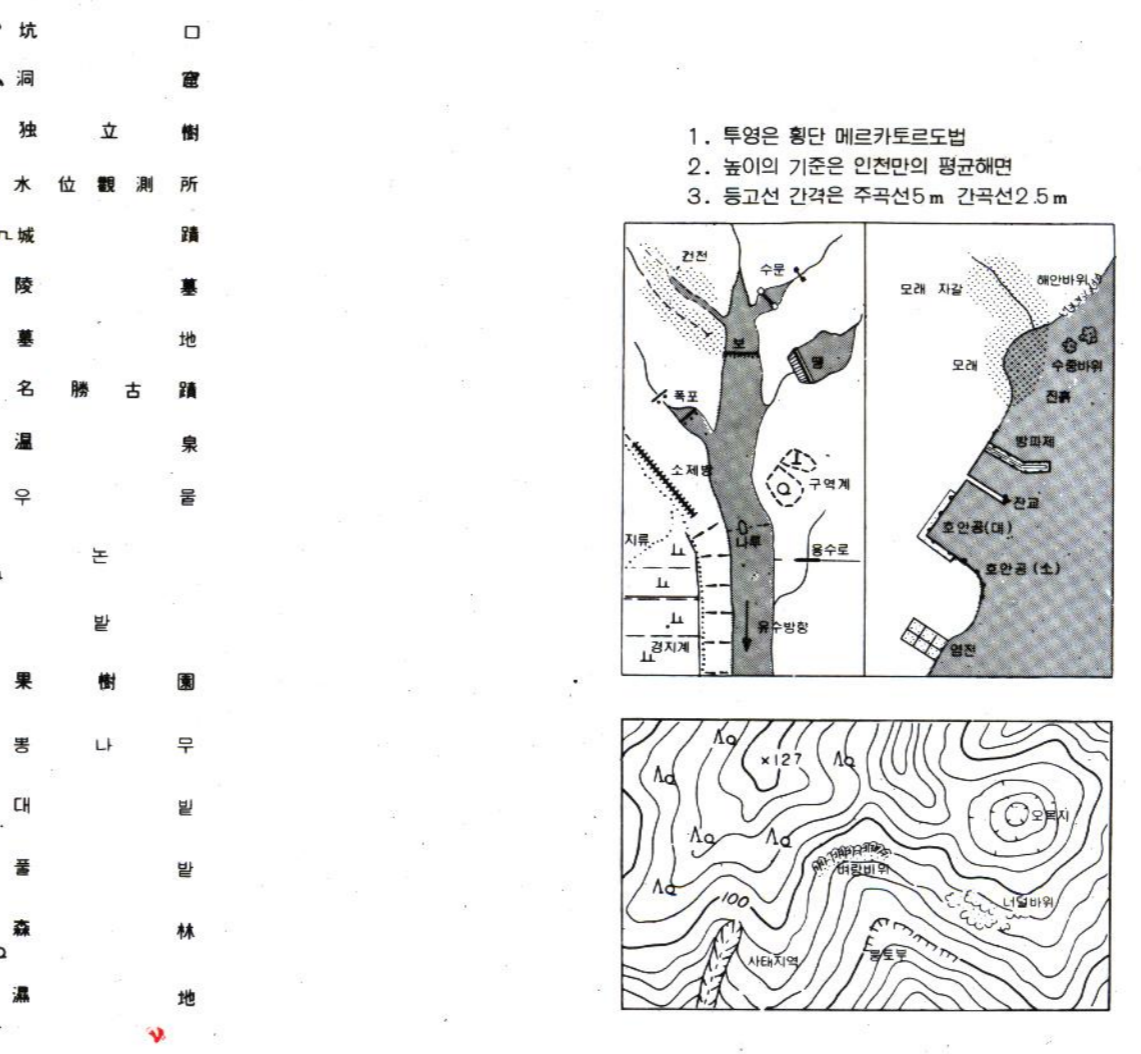 坑 口
洞 窟
独 立 樹
水 位 觀 測 所
城 蹟
陵 墓
墓 地
名 勝 古 蹟
温 泉
우 물
논
밭
果 樹 園
뽕 나 무
대 밭
풀 밭
森 林
濕 地
1. 투영은 횡단 메르카토르도법
2. 높이의 기준은 인천만의 평균해면
3. 등고선 간격은 주곡선5m 간곡선2.5m
건천
수문
보
댐
폭포
소제방
구역계
지류
나루
용수로
유수방향
경지계
해안바위
모래 자갈
모래
수중바위
진흙
방파제
잔교
호안공(대)
호안공(소)
염전
×127
오목지
벼랑바위
100
너덜바위
사태지역